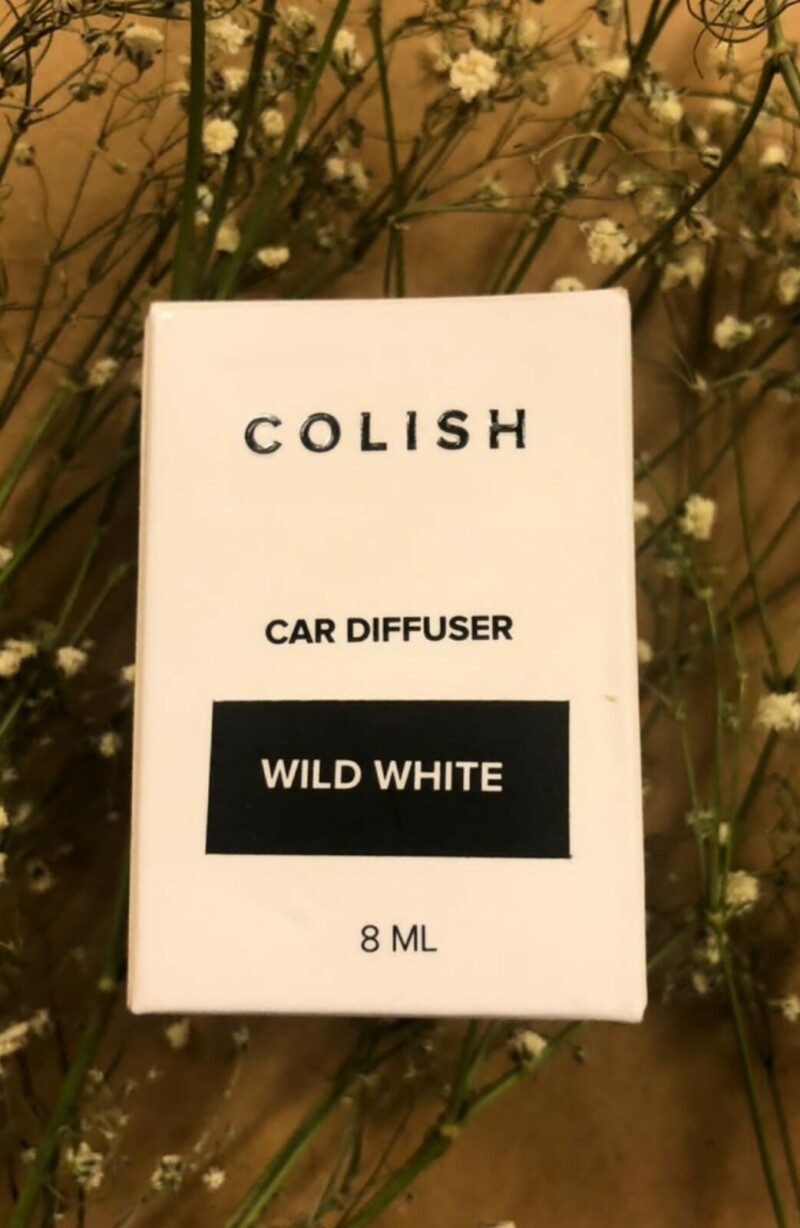 COLISH
CAR DIFFUSER
WILD WHITE
8 ML